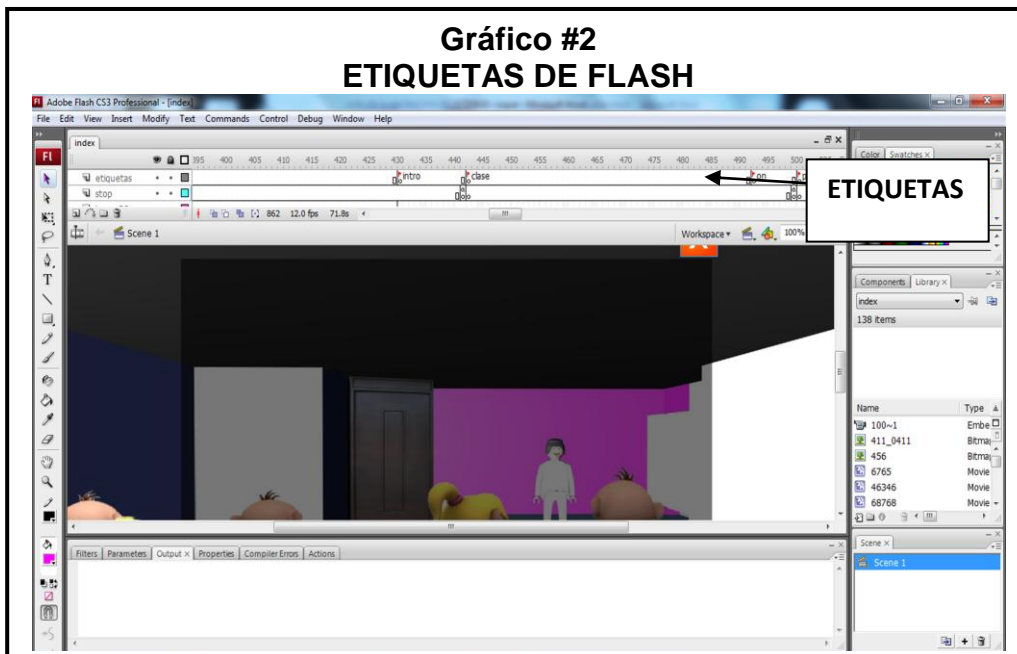 Gráfico #2
ETIQUETAS DE FLASH
Adobe Flash CS3 Professional - [index]
File Edit View Insert Modify Text Commands Control Debug Window Help
index
395 400 405 410 415 420 425 430 435 440 445 450 455 460 465 470 475 480 485 490 495 500
etiquetas intro clase on
stop
862 12.0 fps 71.8s
Scene 1 Workspace 100%
ETIQUETAS
Color Swatches ×
Components Library ×
index
138 items
Name Type
100~1 Embe
411_0411 Bitmap
456 Bitmap
6765 Movie
46346 Movie
68768 Movie
Filters Parameters Output × Properties Compiler Errors Actions
Scene ×
Scene 1